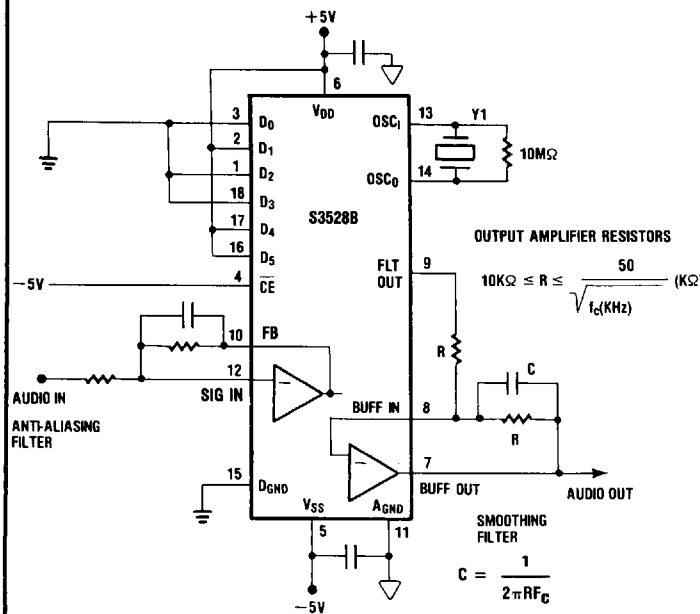 +5V
6
VDD
3 D0
2 D1
1 D2
18 D3
17 D4
16 D5
4 CE
-5V
S3528B
OSCI 13
Y1
10MΩ
OSCO 14
OUTPUT AMPLIFIER RESISTORS
10KΩ ≤ R ≤ 50 / √fc(KHz) (KΩ
FLT OUT 9
R
10 FB
12 SIG IN
AUDIO IN
ANTI-ALIASING
FILTER
BUFF IN 8
C
R
7
BUFF OUT
AUDIO OUT
15 DGND
VSS
5
AGND
11
-5V
SMOOTHING
FILTER
C = 1 / 2πRFC